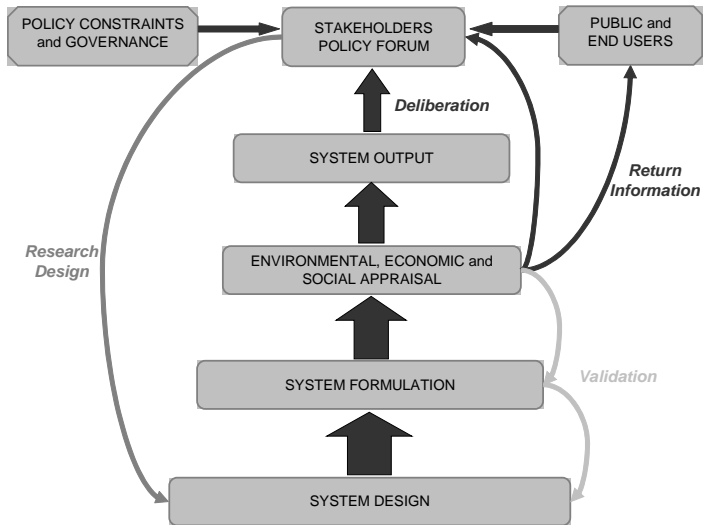 POLICY CONSTRAINTS
and GOVERNANCE
STAKEHOLDERS
POLICY FORUM
PUBLIC and
END USERS
Deliberation
SYSTEM OUTPUT
Return
Information
Research
Design
ENVIRONMENTAL, ECONOMIC and
SOCIAL APPRAISAL
SYSTEM FORMULATION
Validation
SYSTEM DESIGN